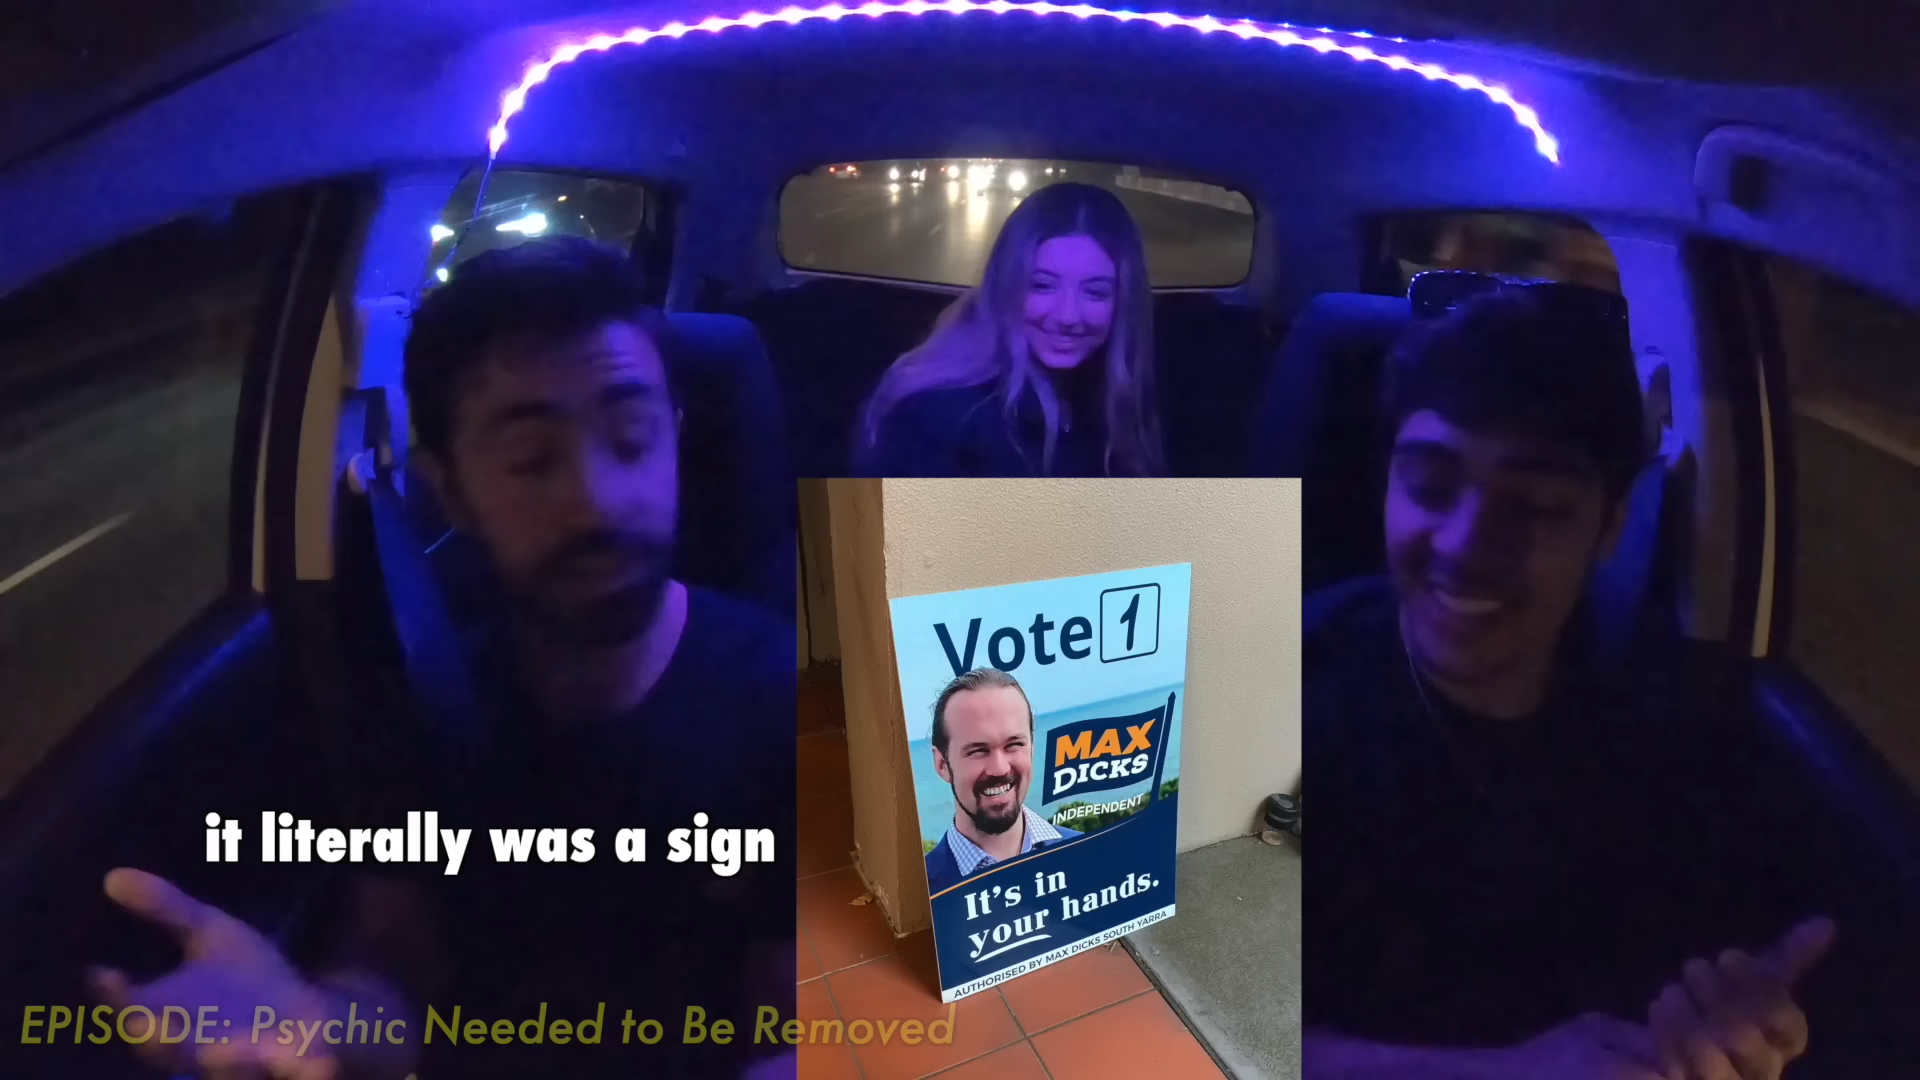 Vote 1
MAX
DICKS
INDEPENDENT
it literally was a sign
It's in
your hands.
AUTHORISED BY MAX DICKS SOUTH YARRA
EPISODE: Psychic Needed to Be Removed